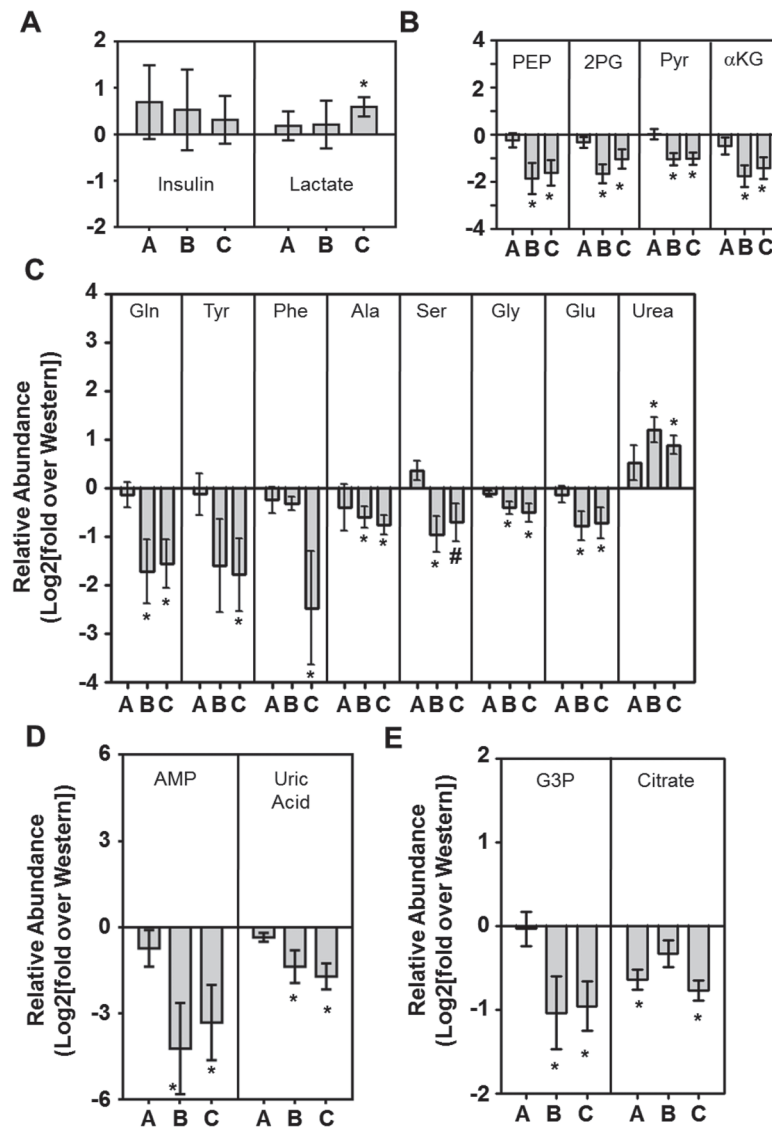 A
2
1
0
-1
-2
Insulin
Lactate
*
A B C A B C
B
4
2
0
-2
-4
PEP 2PG Pyr αKG
* * * * * * * *
A B C A B C A B C A B C
C
Relative Abundance
(Log2[fold over Western])
4
3
2
1
0
-1
-2
-3
-4
Gln Tyr Phe Ala Ser Gly Glu Urea
* * * * * * * # * * * * * *
A B C A B C A B C A B C A B C A B C A B C A B C
D
Relative Abundance
(Log2[fold over Western])
6
3
0
-3
-6
AMP
Uric
Acid
* * * *
A B C A B C
E
Relative Abundance
(Log2[fold over Western])
2
1
0
-1
-2
G3P Citrate
* * * *
A B C A B C